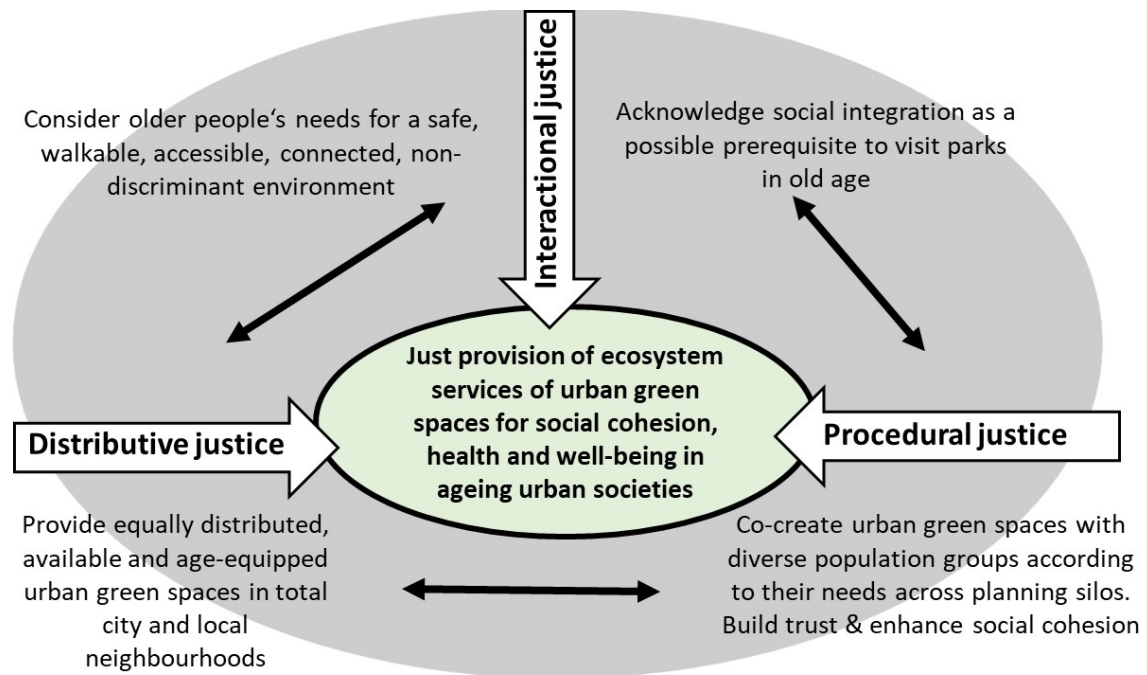 Interactional justice
Consider older people‘s needs for a safe,
walkable, accessible, connected, non-
discriminant environment
Acknowledge social integration as a
possible prerequisite to visit parks
in old age
Just provision of ecosystem
services of urban green
spaces for social cohesion,
health and well-being in
ageing urban societies
Distributive justice
Procedural justice
Provide equally distributed,
available and age-equipped
urban green spaces in total
city and local
neighbourhoods
Co-create urban green spaces with
diverse population groups according
to their needs across planning silos.
Build trust & enhance social cohesion